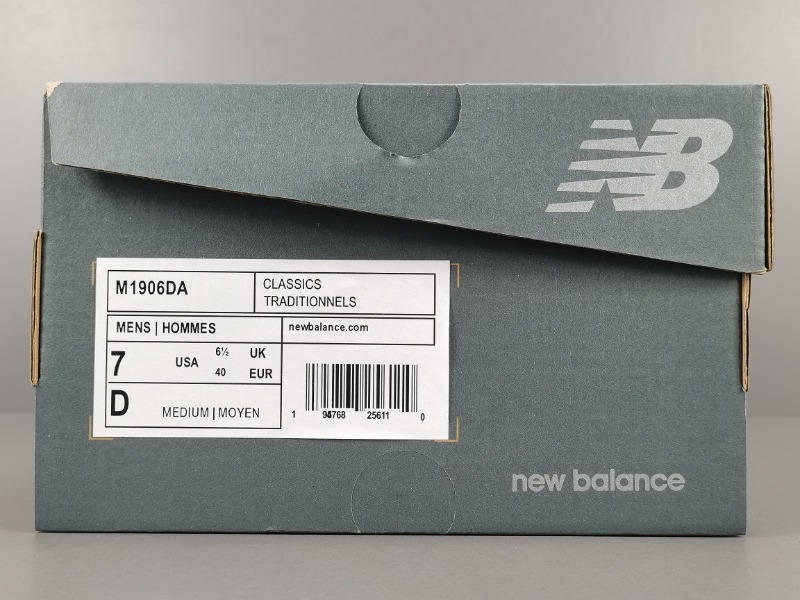 NB
M1906DA
CLASSICS
TRADITIONNELS
MENS | HOMMES
newbalance.com
7 USA 6½ UK
40 EUR
D MEDIUM | MOYEN
1 94768 25611 0
new balance